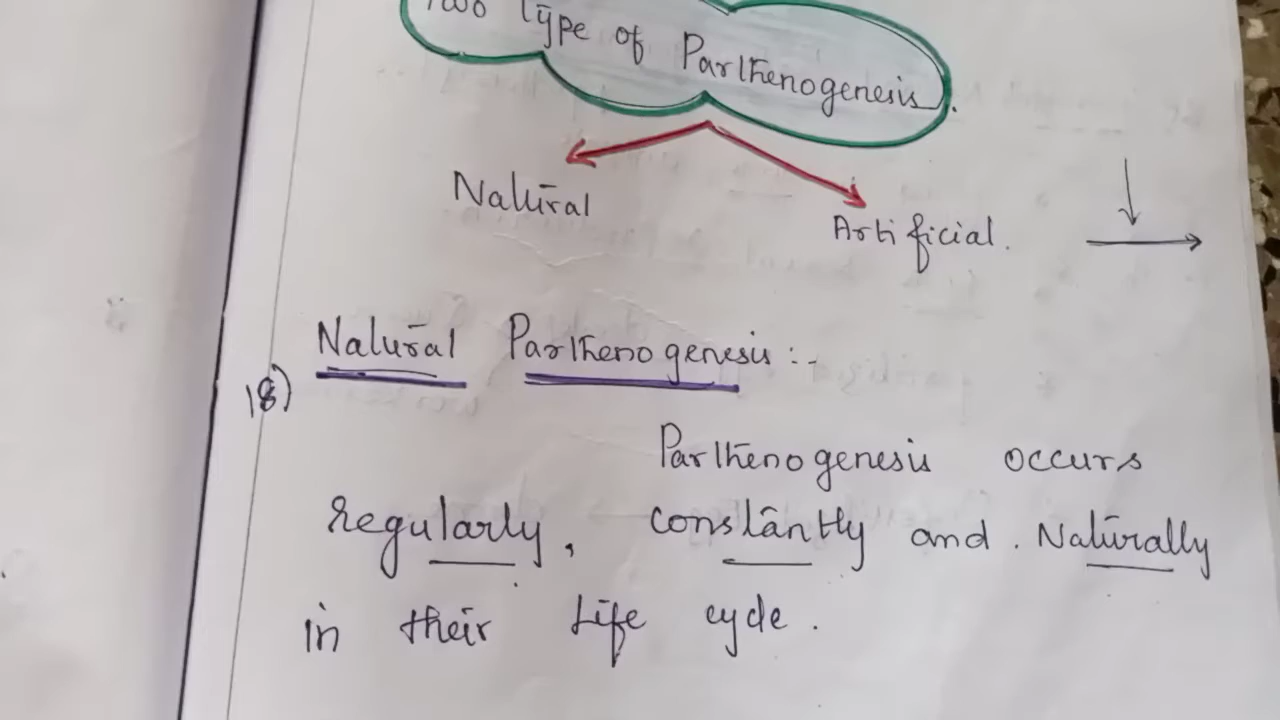 Two type of Parthenogenesis.
Natural
Artificial.
Natural Parthenogenesis :-
18)
Parthenogenesis occurs
regularly, constantly and . Naturally
in their Life cycle.